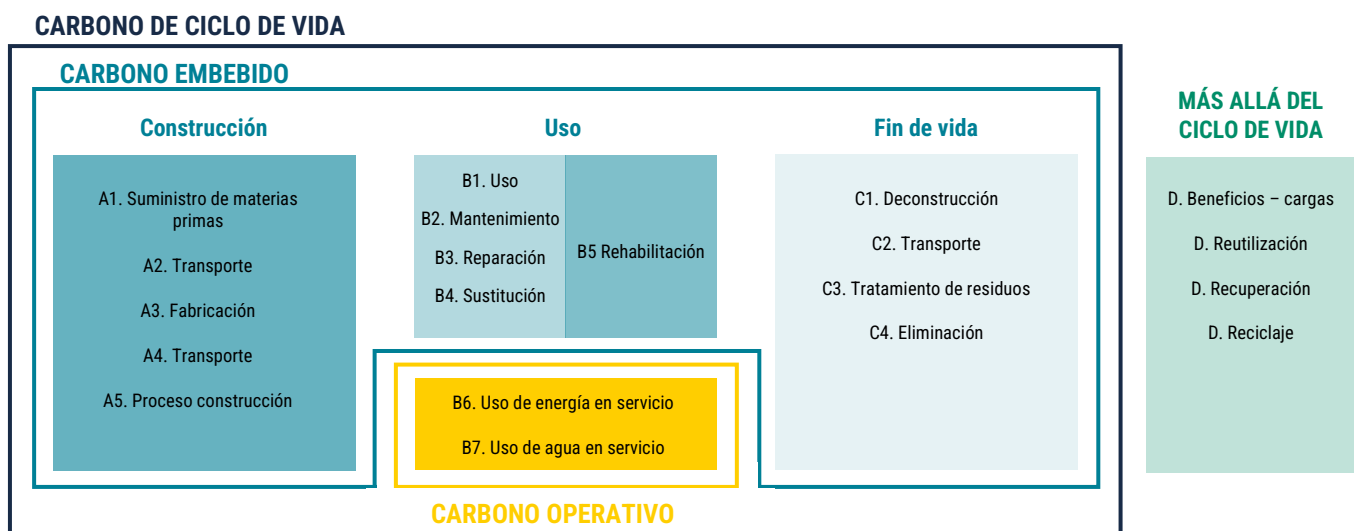 CARBONO DE CICLO DE VIDA
CARBONO EMBEBIDO
Construcción
A1. Suministro de materias
primas
A2. Transporte
A3. Fabricación
A4. Transporte
A5. Proceso construcción
Uso
B1. Uso
B2. Mantenimiento
B3. Reparación
B4. Sustitución
B5 Rehabilitación
B6. Uso de energía en servicio
B7. Uso de agua en servicio
CARBONO OPERATIVO
Fin de vida
C1. Deconstrucción
C2. Transporte
C3. Tratamiento de residuos
C4. Eliminación
MÁS ALLÁ DEL
CICLO DE VIDA
D. Beneficios – cargas
D. Reutilización
D. Recuperación
D. Reciclaje